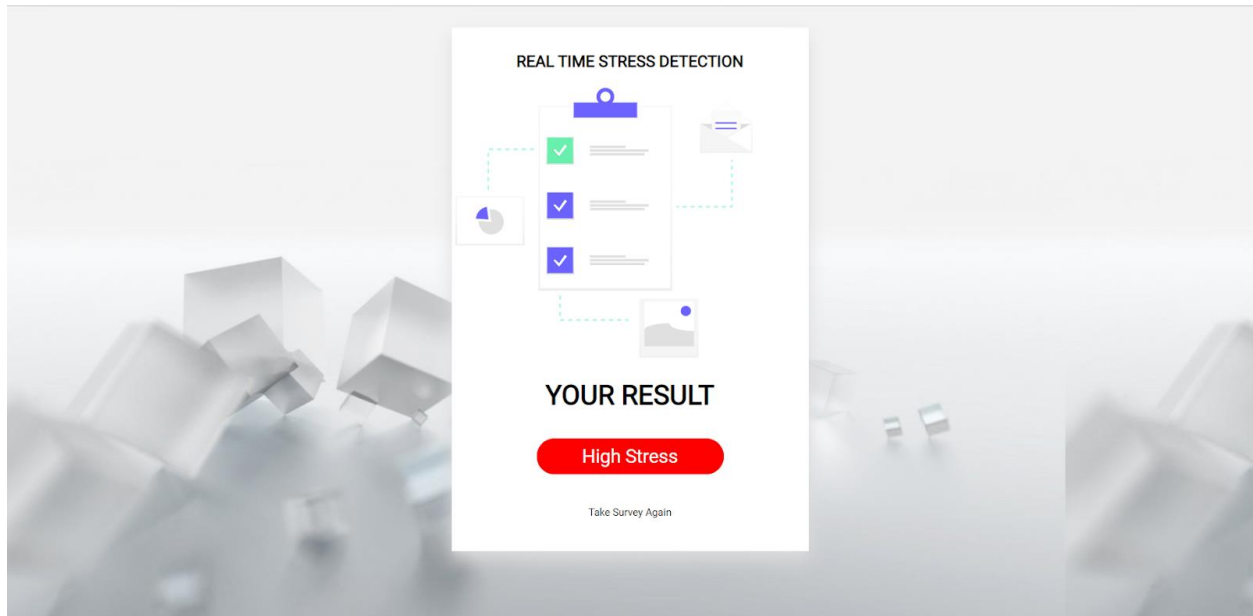 REAL TIME STRESS DETECTION
YOUR RESULT
High Stress
Take Survey Again